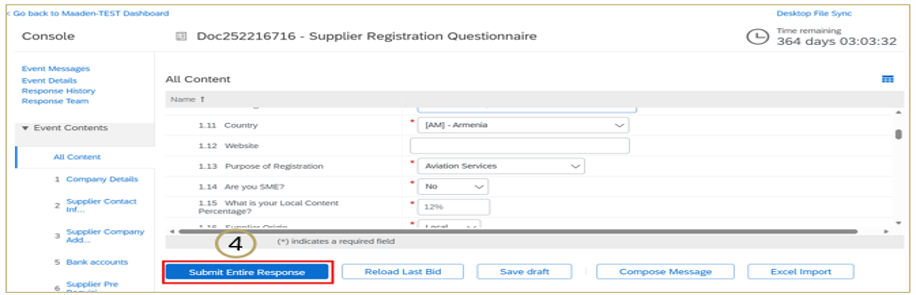 < Go back to Maaden-TEST Dashboard
Desktop File Sync
Console
Doc252216716 - Supplier Registration Questionnaire
Time remaining
364 days 03:03:32
Event Messages
Event Details
Response History
Response Team
All Content
Name ↑
▼ Event Contents
All Content
1 Company Details
2 Supplier Contact Inf...
3 Supplier Company Add...
5 Bank accounts
6 Supplier Pre
1.11 Country * [AM] - Armenia
1.12 Website
1.13 Purpose of Registration * Aviation Services
1.14 Are you SME? * No
1.15 What is your Local Content Percentage? * 12%
1.16 Supplier Origin * Local
4
(*) indicates a required field
Submit Entire Response
Reload Last Bid
Save draft
Compose Message
Excel Import